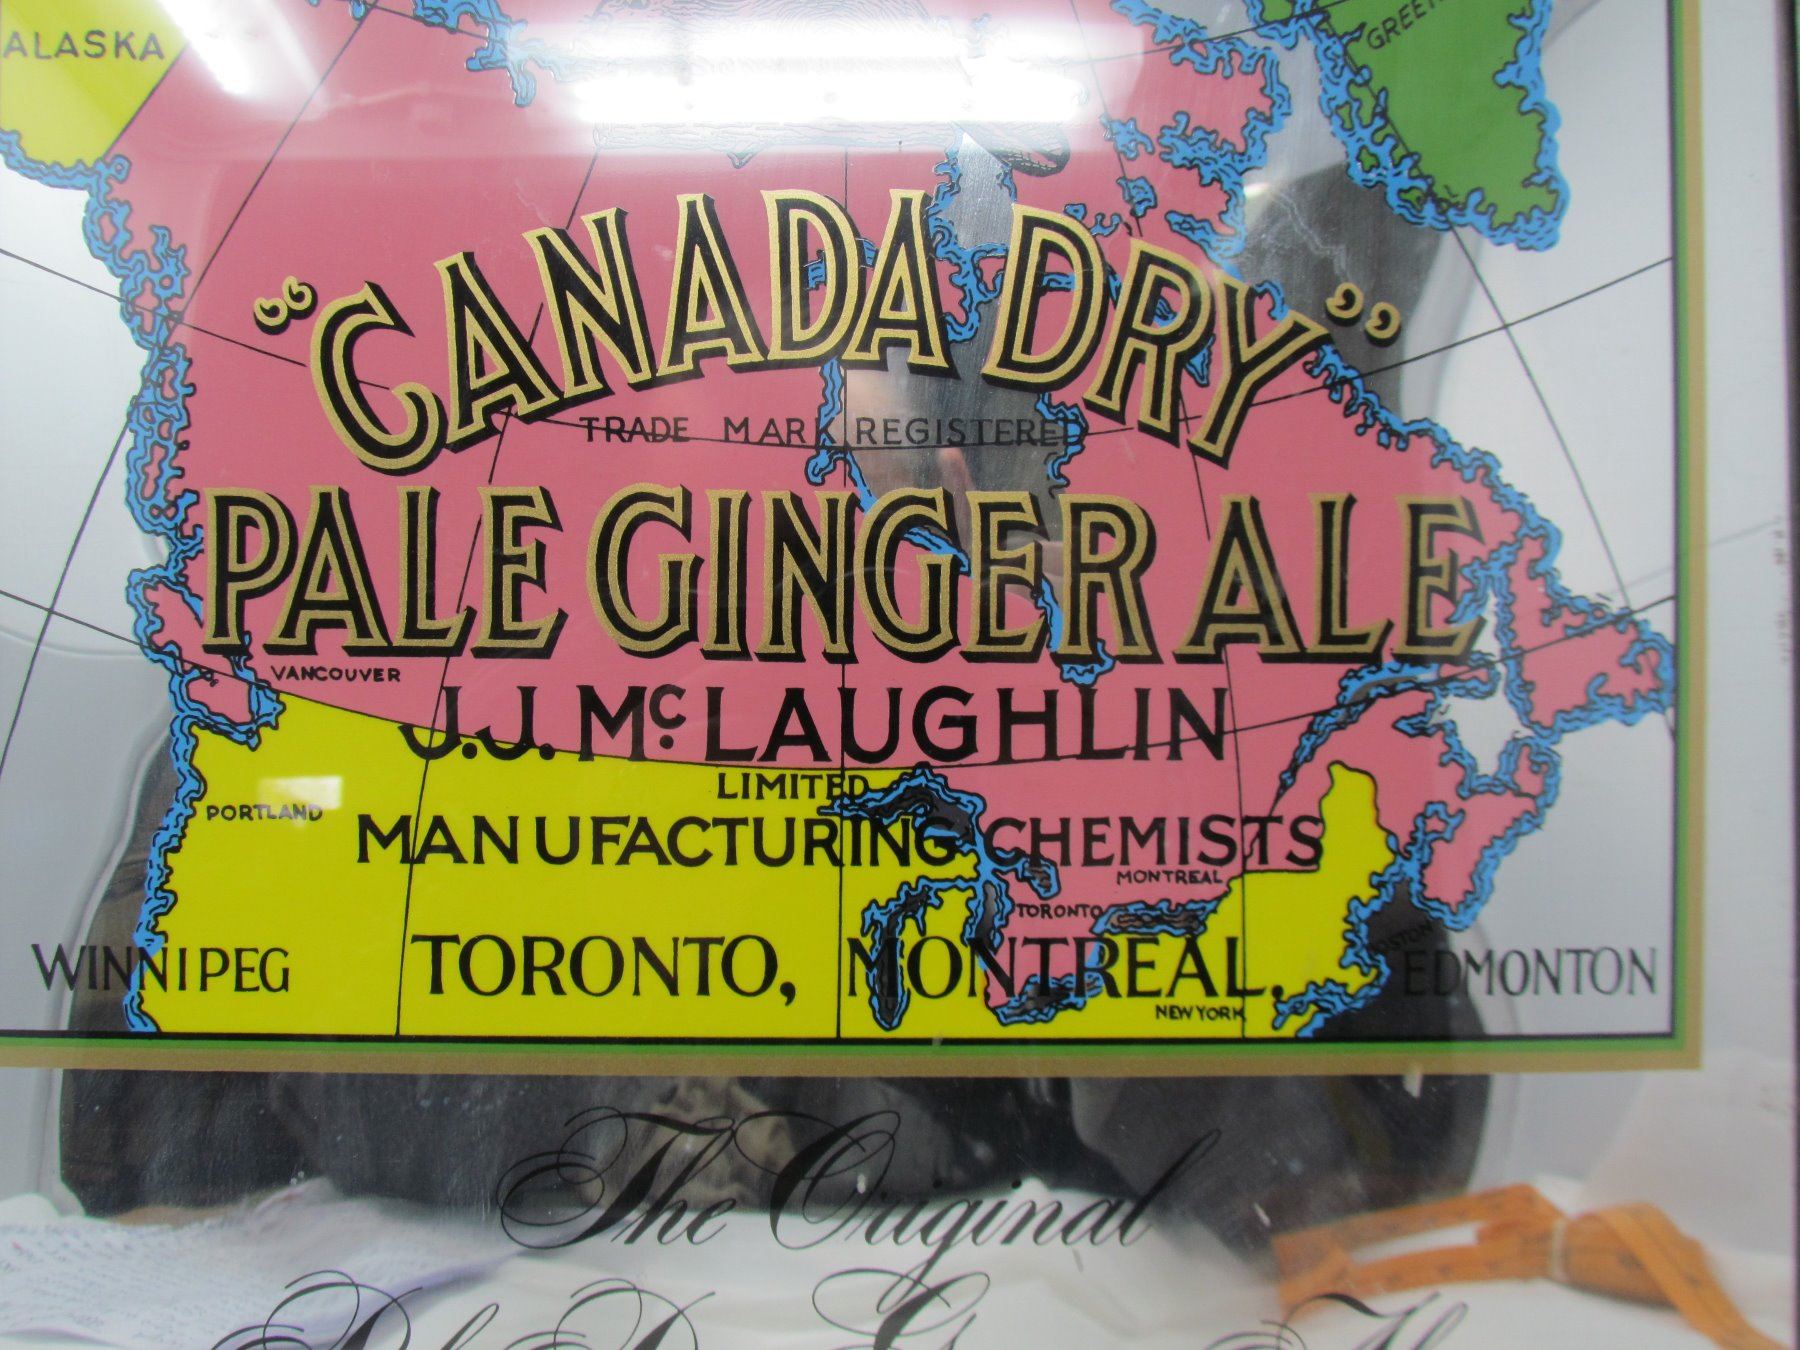 ALASKA
"CANADA DRY"
TRADE MARK REGISTERED
PALE GINGER ALE
VANCOUVER
J.J. McLAUGHLIN
LIMITED
PORTLAND
MANUFACTURING CHEMISTS
MONTREAL
TORONTO
BOSTON
WINNIPEG TORONTO, MONTREAL. EDMONTON
NEW YORK
The Original